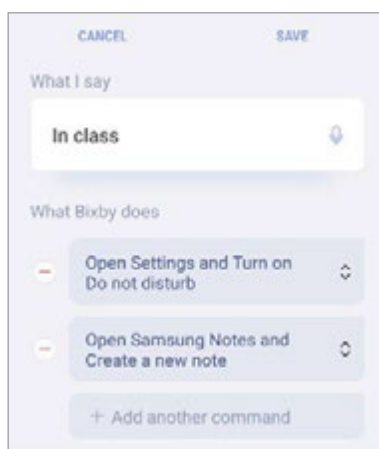 CANCEL SAVE
What I say
In class
What Bixby does
Open Settings and Turn on
Do not disturb
Open Samsung Notes and
Create a new note
+ Add another command